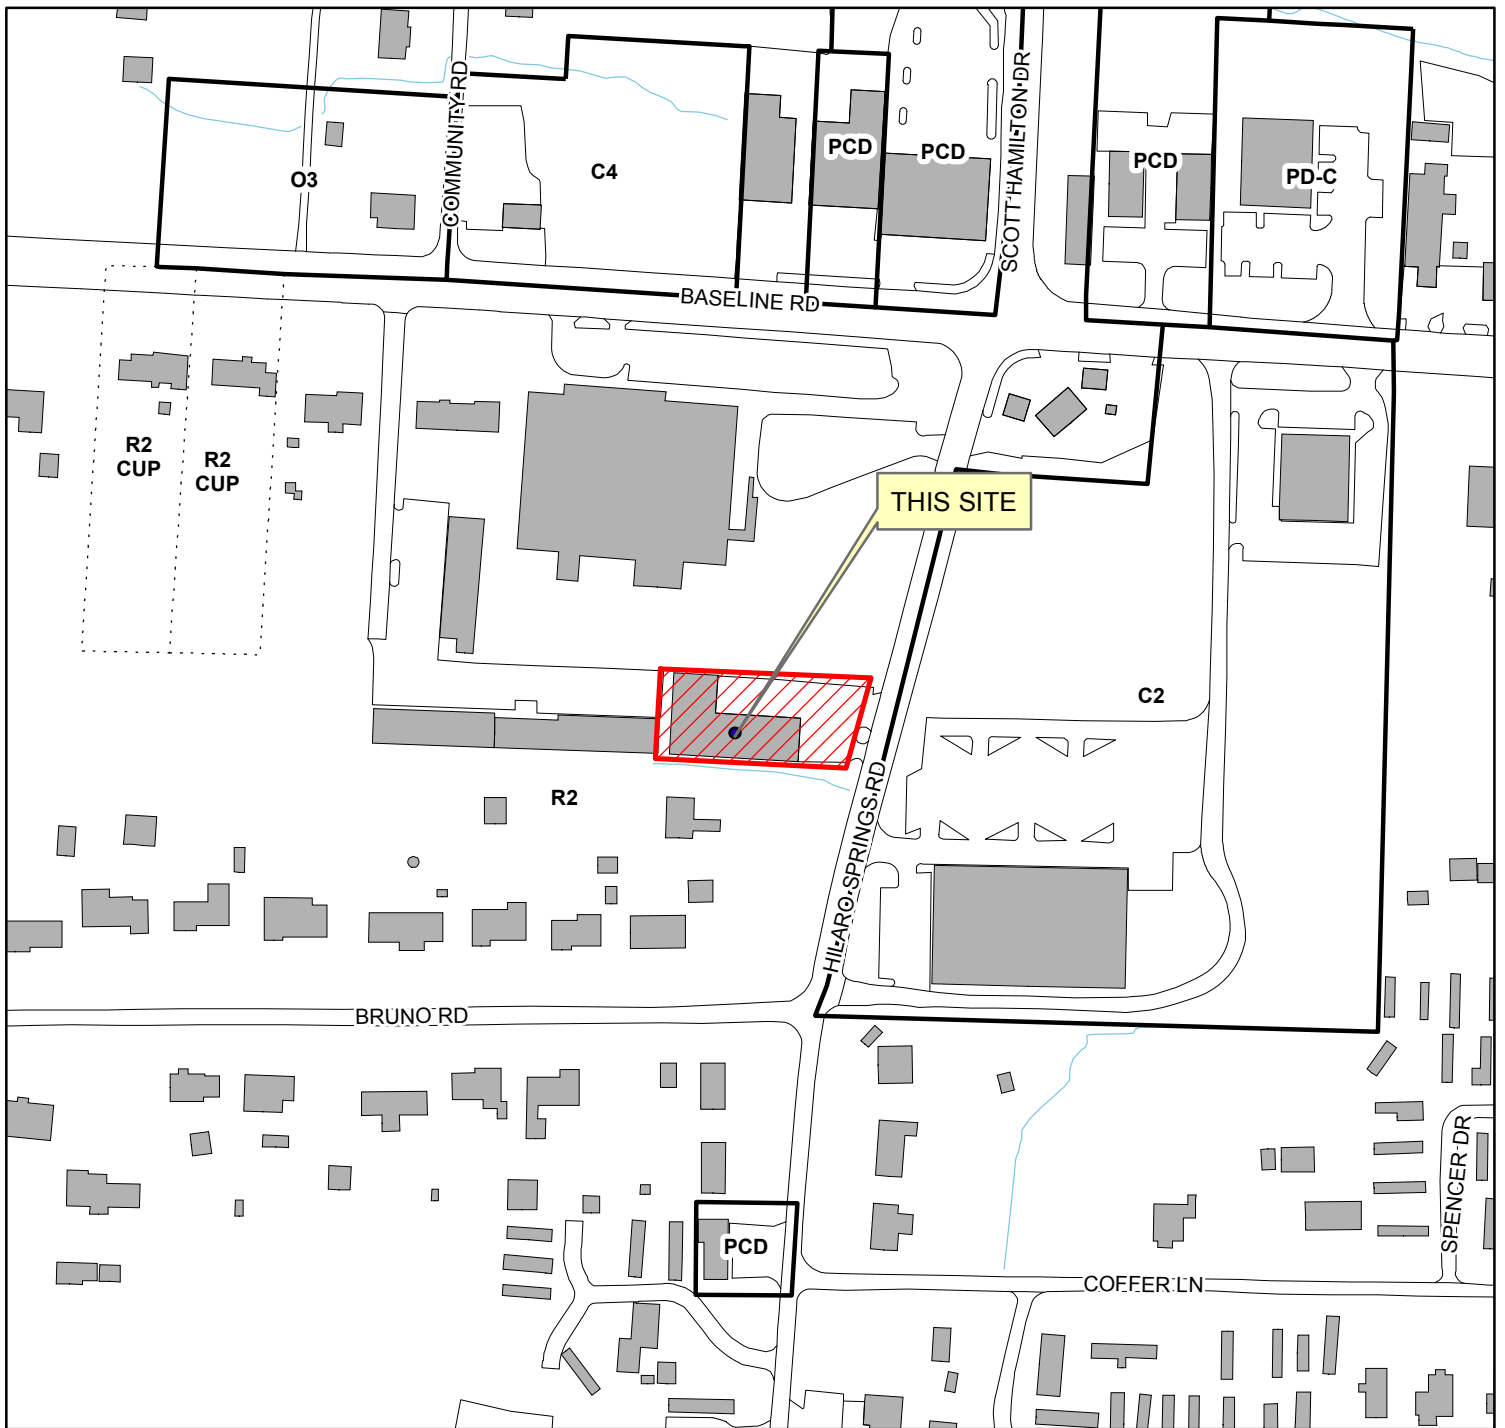 COMMUNITY RD
SCOTT HAMILTON DR
O3
C4
PCD
PCD
PCD
PD-C
BASELINE RD
R2
CUP
R2
CUP
THIS SITE
C2
R2
HILARO SPRINGS RD
BRUNO RD
SPENCER DR
PCD
COFFER LN